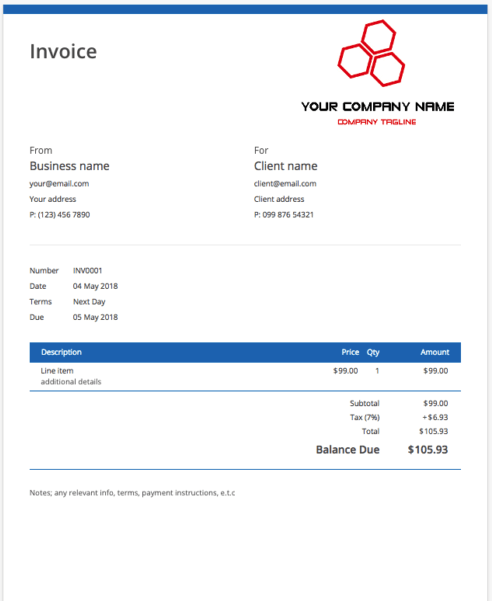 Invoice
YOUR COMPANY NAME
COMPANY TAGLINE
From
Business name
your@email.com
Your address
P: (123) 456 7890
For
Client name
client@email.com
Client address
P: 099 876 54321
Number INV0001
Date 04 May 2018
Terms Next Day
Due 05 May 2018
Description Price Qty Amount
Line item $99.00 1 $99.00
additional details
Subtotal $99.00
Tax (7%) +$6.93
Total $105.93
Balance Due $105.93
Notes; any relevant info, terms, payment instructions, e.t.c